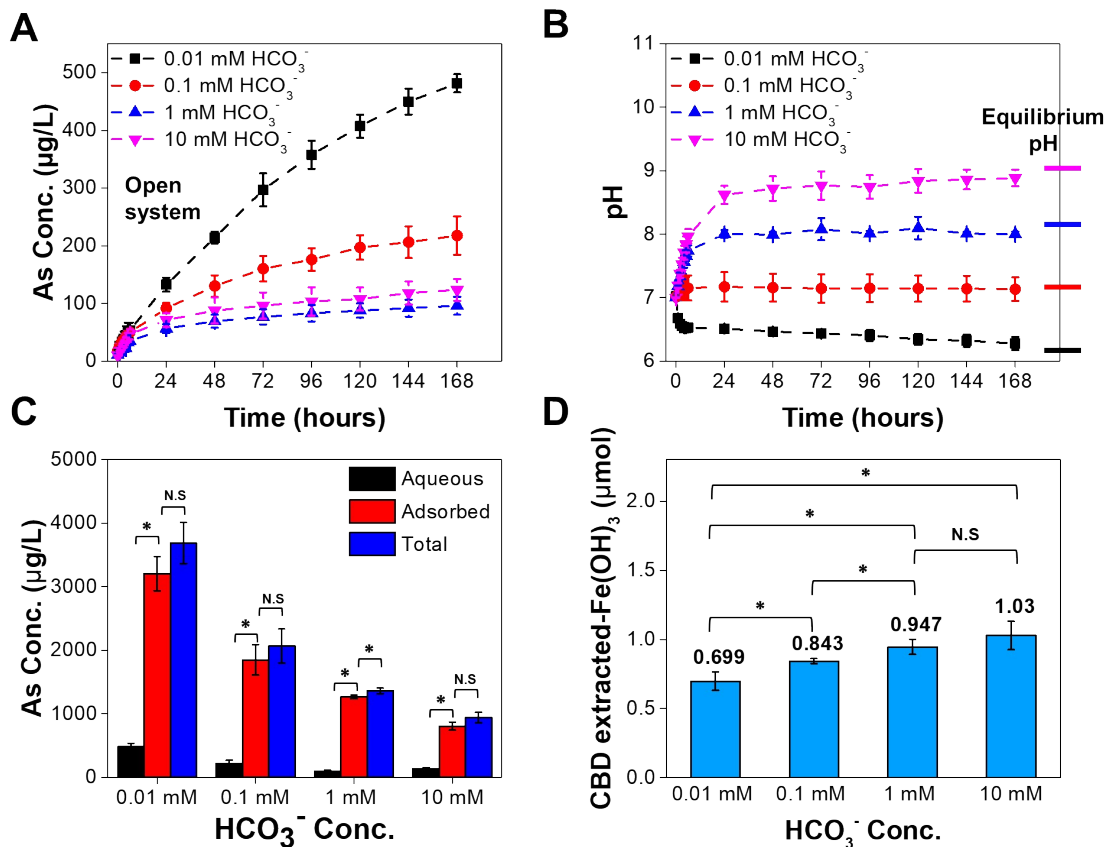 A
0.01 mM HCO3-
0.1 mM HCO3-
1 mM HCO3-
10 mM HCO3-
Open
system
As Conc. (µg/L)
500
400
300
200
100
0
0 24 48 72 96 120 144 168
Time (hours)
B
0.01 mM HCO3-
0.1 mM HCO3-
1 mM HCO3-
10 mM HCO3-
Equilibrium
pH
pH
11
10
9
8
7
6
0 24 48 72 96 120 144 168
Time (hours)
C
Aqueous
Adsorbed
Total
As Conc. (µg/L)
5000
4000
3000
2000
1000
0
* N.S
* N.S
* *
* N.S
0.01 mM 0.1 mM 1 mM 10 mM
HCO3- Conc.
D
CBD extracted-Fe(OH)3 (µmol)
2.0
1.5
1.0
0.5
0.0
*
*
N.S
*
*
0.699 0.843 0.947 1.03
0.01 mM 0.1 mM 1 mM 10 mM
HCO3- Conc.